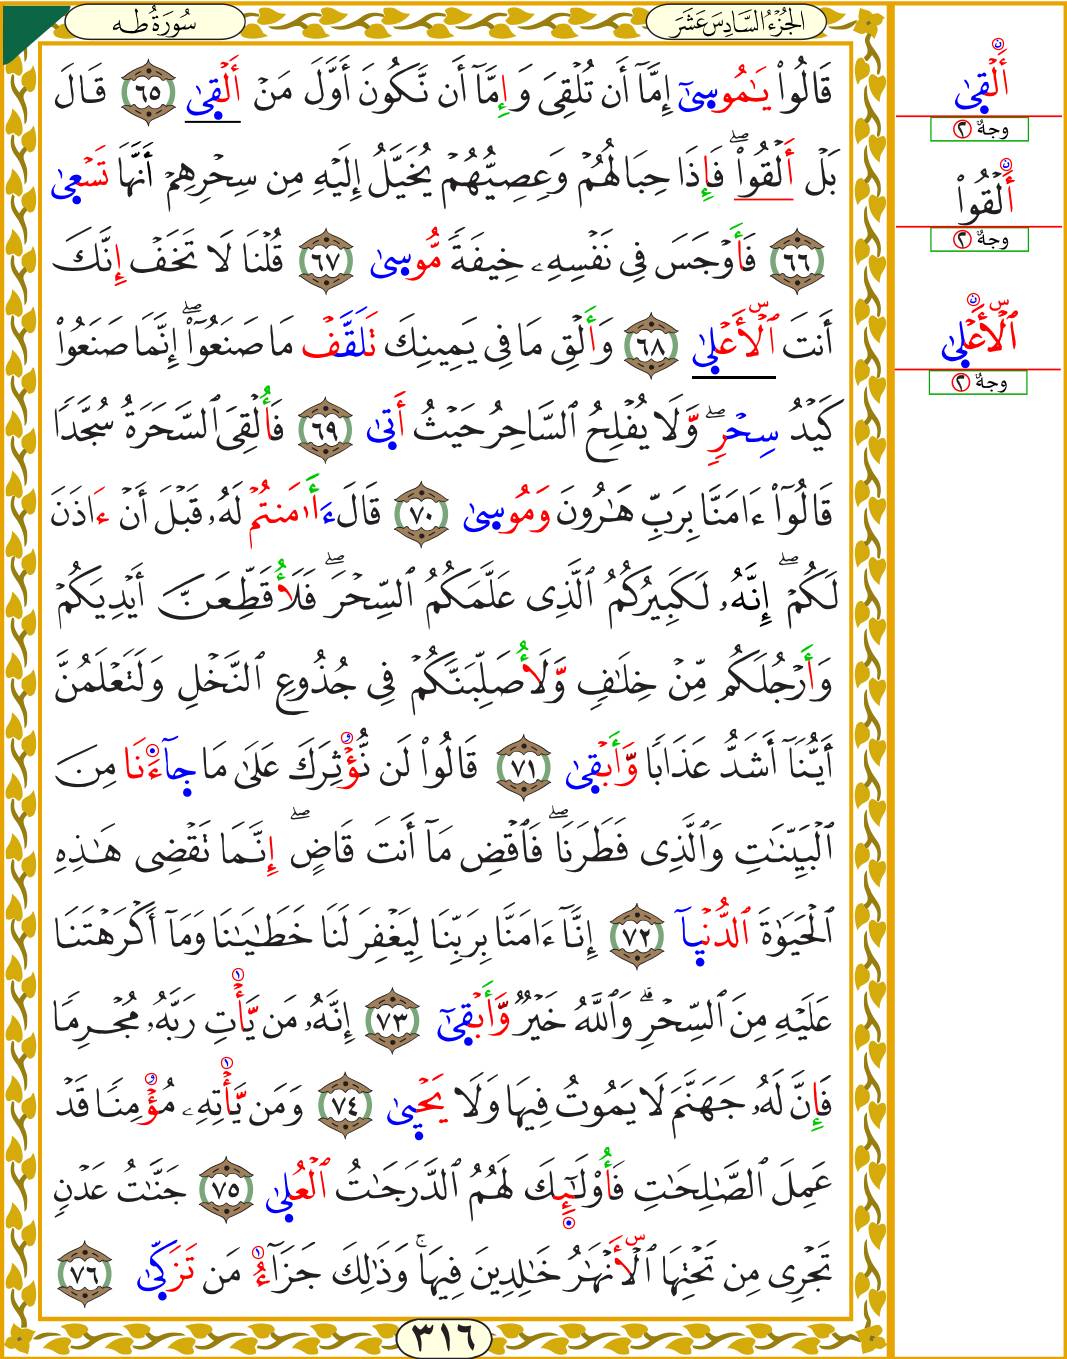 سُورَةُ طه
الجُزْءُ السَّادِسَ عَشَرَ
قَالُوا۟ يَٰمُوسَىٰٓ إِمَّآ أَن تُلْقِىَ وَإِمَّآ أَن نَّكُونَ أَوَّلَ مَنْ أَلْقَىٰ ٦٥ قَالَ
بَلْ أَلْقُوا۟ۖ فَإِذَا حِبَالُهُمْ وَعِصِيُّهُمْ يُخَيَّلُ إِلَيْهِ مِن سِحْرِهِمْ أَنَّهَا تَسْعَىٰ
٦٦ فَأَوْجَسَ فِى نَفْسِهِۦ خِيفَةً مُّوسَىٰ ٦٧ قُلْنَا لَا تَخَفْ إِنَّكَ
أَنتَ ٱلْأَعْلَىٰ ٦٨ وَأَلْقِ مَا فِى يَمِينِكَ تَلَقَّفْ مَا صَنَعُوٓا۟ۖ إِنَّمَا صَنَعُوا۟
كَيْدُ سِحْرٍۖ وَلَا يُفْلِحُ ٱلسَّاحِرُ حَيْثُ أَتَىٰ ٦٩ فَأُلْقِىَ ٱلسَّحَرَةُ سُجَّدًا
قَالُوٓا۟ ءَامَنَّا بِرَبِّ هَٰرُونَ وَمُوسَىٰ ٧٠ قَالَ ءَأَٰمَنتُمْ لَهُۥ قَبْلَ أَنْ ءَاذَنَ
لَكُمْۖ إِنَّهُۥ لَكَبِيرُكُمُ ٱلَّذِى عَلَّمَكُمُ ٱلسِّحْرَۖ فَلَأُقَطِّعَنَّ أَيْدِيَكُمْ
وَأَرْجُلَكُم مِّنْ خِلَٰفٍ وَّلَأُصَلِّبَنَّكُمْ فِى جُذُوعِ ٱلنَّخْلِ وَلَتَعْلَمُنَّ
أَيُّنَآ أَشَدُّ عَذَابًا وَّأَبْقَىٰ ٧١ قَالُوا۟ لَن نُّؤْثِرَكَ عَلَىٰ مَا جَآءَنَا مِنَ
ٱلْبَيِّنَٰتِ وَٱلَّذِى فَطَرَنَاۖ فَٱقْضِ مَآ أَنتَ قَاضٍۖ إِنَّمَا تَقْضِى هَٰذِهِ
ٱلْحَيَوٰةَ ٱلدُّنْيَآ ٧٢ إِنَّآ ءَامَنَّا بِرَبِّنَا لِيَغْفِرَ لَنَا خَطَٰيَٰنَا وَمَآ أَكْرَهْتَنَا
عَلَيْهِ مِنَ ٱلسِّحْرِۗ وَٱللَّهُ خَيْرٌ وَّأَبْقَىٰٓ ٧٣ إِنَّهُۥ مَن يَّأْتِ رَبَّهُۥ مُجْرِمًا
فَإِنَّ لَهُۥ جَهَنَّمَ لَا يَمُوتُ فِيهَا وَلَا يَحْيَىٰ ٧٤ وَمَن يَّأْتِهِۦ مُؤْمِنًا قَدْ
عَمِلَ ٱلصَّٰلِحَٰتِ فَأُو۟لَٰٓئِكَ لَهُمُ ٱلدَّرَجَٰتُ ٱلْعُلَىٰ ٧٥ جَنَّٰتُ عَدْنٍ
تَجْرِى مِن تَحْتِهَا ٱلْأَنْهَٰرُ خَٰلِدِينَ فِيهَاۚ وَذَٰلِكَ جَزَآءُ مَن تَزَكَّىٰ ٧٦
٣١٦
أَلْقَىٰ
وجهٌ ٢
أَلْقُوا۟
وجهٌ ٢
ٱلْأَعْلَىٰ
وجهٌ ٢